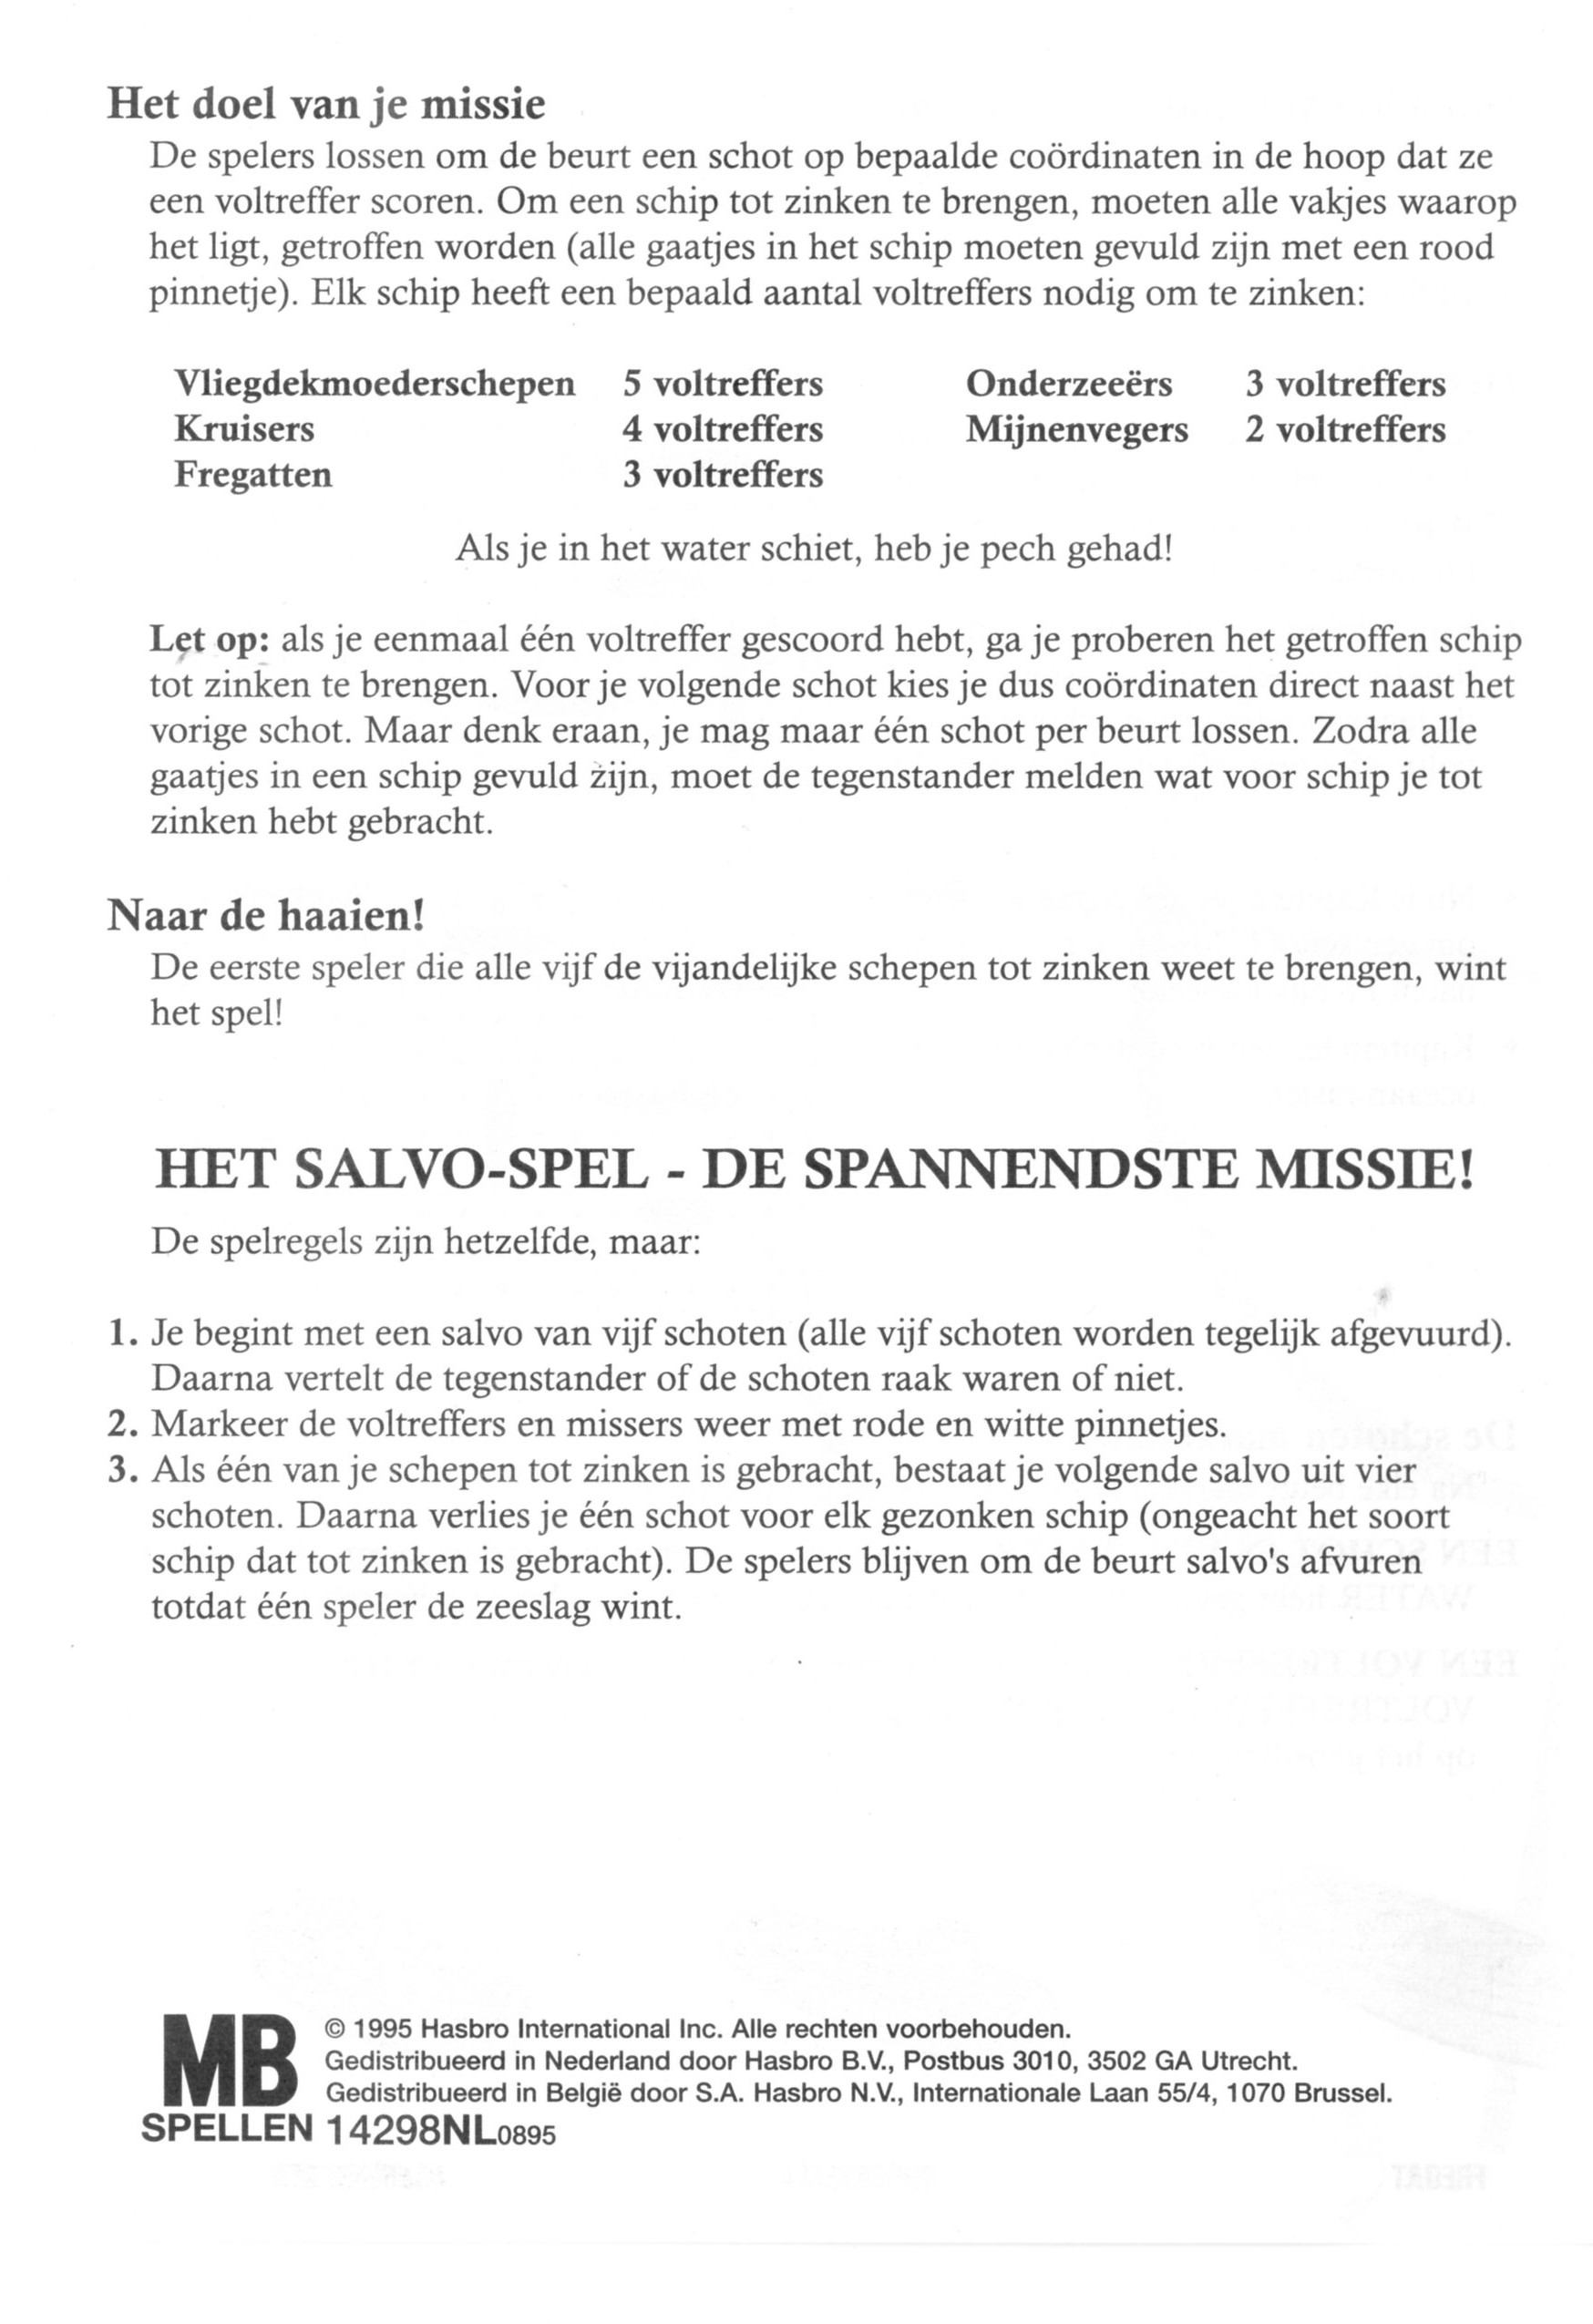 Het doel van je missie
De spelers lossen om de beurt een schot op bepaalde coördinaten in de hoop dat ze
een voltreffer scoren. Om een schip tot zinken te brengen, moeten alle vakjes waarop
het ligt, getroffen worden (alle gaatjes in het schip moeten gevuld zijn met een rood
pinnetje). Elk schip heeft een bepaald aantal voltreffers nodig om te zinken:
Vliegdekmoederschepen 5 voltreffers Onderzeeërs 3 voltreffers
Kruisers 4 voltreffers Mijnenvegers 2 voltreffers
Fregatten 3 voltreffers
Als je in het water schiet, heb je pech gehad!
Let op: als je eenmaal één voltreffer gescoord hebt, ga je proberen het getroffen schip
tot zinken te brengen. Voor je volgende schot kies je dus coördinaten direct naast het
vorige schot. Maar denk eraan, je mag maar één schot per beurt lossen. Zodra alle
gaatjes in een schip gevuld zijn, moet de tegenstander melden wat voor schip je tot
zinken hebt gebracht.
Naar de haaien!
De eerste speler die alle vijf de vijandelijke schepen tot zinken weet te brengen, wint
het spel!
HET SALVO-SPEL - DE SPANNENDSTE MISSIE!
De spelregels zijn hetzelfde, maar:
1. Je begint met een salvo van vijf schoten (alle vijf schoten worden tegelijk afgevuurd).
Daarna vertelt de tegenstander of de schoten raak waren of niet.
2. Markeer de voltreffers en missers weer met rode en witte pinnetjes.
3. Als één van je schepen tot zinken is gebracht, bestaat je volgende salvo uit vier
schoten. Daarna verlies je één schot voor elk gezonken schip (ongeacht het soort
schip dat tot zinken is gebracht). De spelers blijven om de beurt salvo's afvuren
totdat één speler de zeeslag wint.
MB
SPELLEN
© 1995 Hasbro International Inc. Alle rechten voorbehouden.
Gedistribueerd in Nederland door Hasbro B.V., Postbus 3010, 3502 GA Utrecht.
Gedistribueerd in België door S.A. Hasbro N.V., Internationale Laan 55/4, 1070 Brussel.
14298NL0895